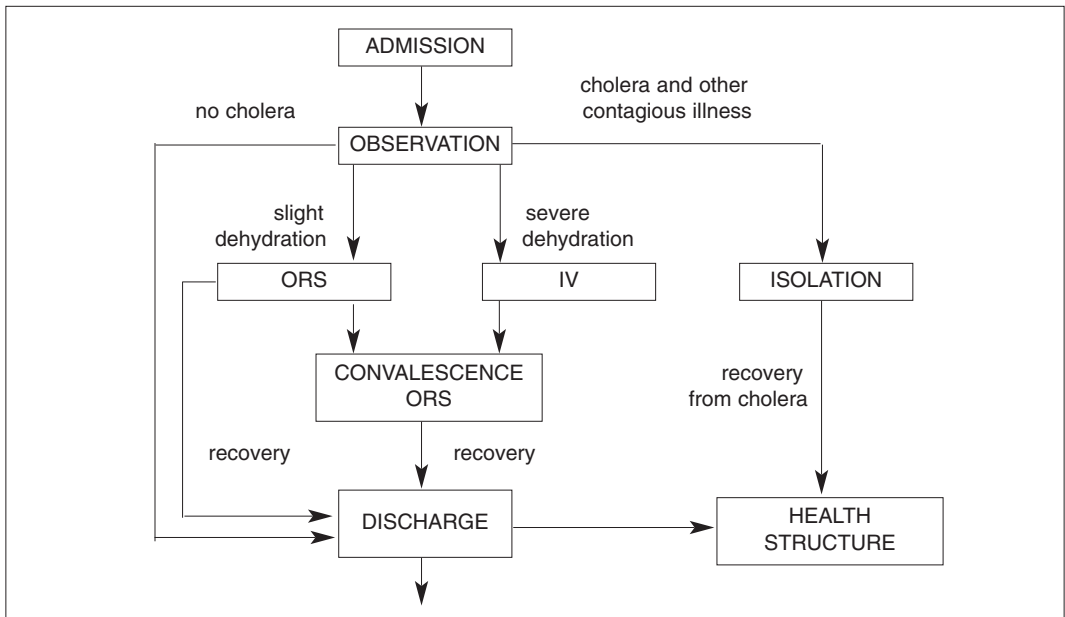 ADMISSION
no cholera
cholera and other
contagious illness
OBSERVATION
slight
dehydration
severe
dehydration
ORS
IV
ISOLATION
CONVALESCENCE
ORS
recovery
from cholera
recovery
recovery
DISCHARGE
HEALTH
STRUCTURE